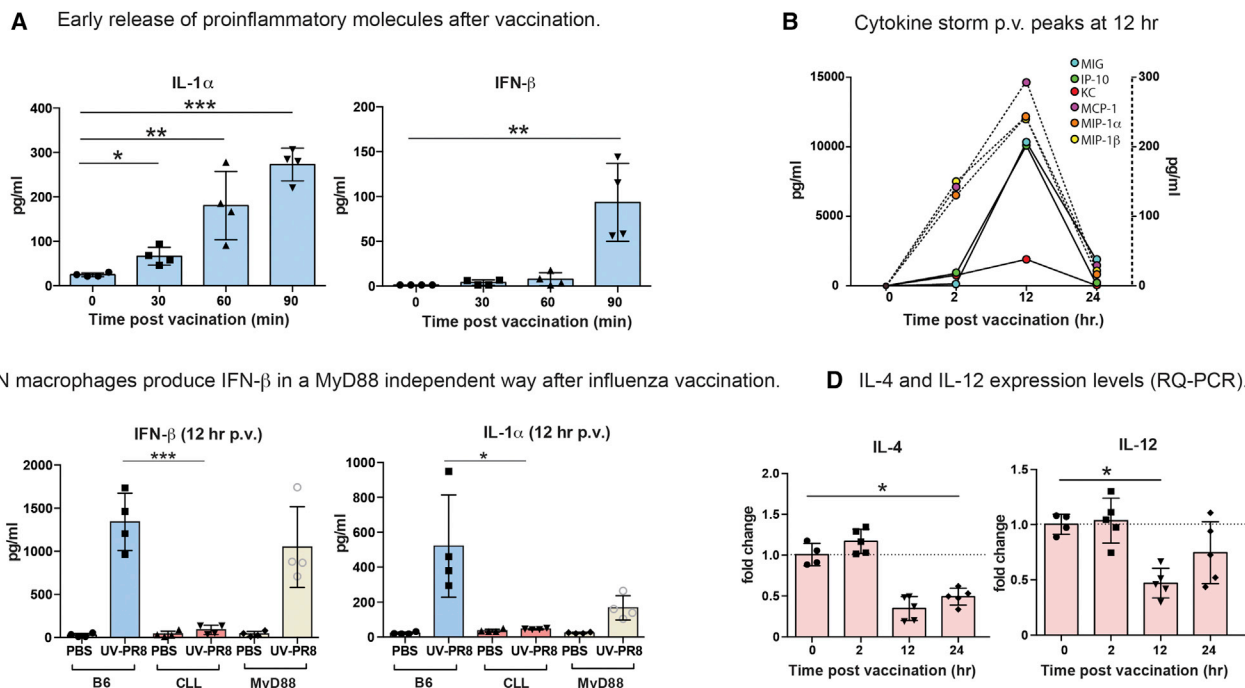 A Early release of proinflammatory molecules after vaccination.
IL-1α
pg/ml
400
300
200
100
0
* ** ***
0 30 60 90
Time post vacination (min)
IFN-β
pg/ml
200
150
100
50
0
**
0 30 60 90
Time post vaccination (min)
B Cytokine storm p.v. peaks at 12 hr
MIG
IP-10
KC
MCP-1
MIP-1α
MIP-1β
pg/ml
15000
10000
5000
0
300
200
100
0
pg/ml
0 2 12 24
Time post vaccination (hr.)
N macrophages produce IFN-β in a MyD88 independent way after influenza vaccination.
IFN-β (12 hr p.v.)
pg/ml
2000
1500
1000
500
0
***
PBS UV-PR8 PBS UV-PR8 PBS UV-PR8
B6 CLL MyD88
IL-1α (12 hr p.v.)
1000
800
600
400
200
0
*
PBS UV-PR8 PBS UV-PR8 PBS UV-PR8
B6 CLL MyD88
D IL-4 and IL-12 expression levels (RQ-PCR).
IL-4
fold change
2.0
1.5
1.0
0.5
0
*
0 2 12 24
Time post vaccination (hr)
IL-12
fold change
1.5
1.0
0.5
0
*
0 2 12 24
Time post vaccination (hr)